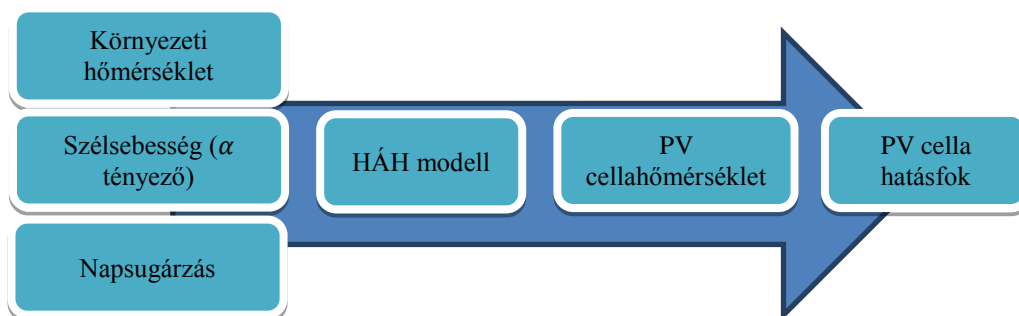 Környezeti
hőmérséklet
Szélsebesség (α
tényező)
Napsugárzás
HÁH modell
PV
cellahőmérséklet
PV cella
hatásfok